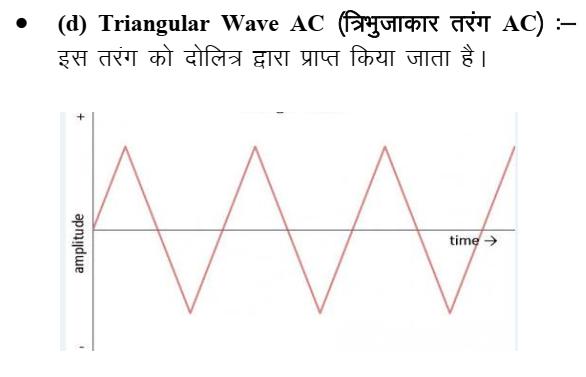 • (d) Triangular Wave AC (त्रिभुजाकार तरंग AC) :–
इस तरंग को दोलित्र द्वारा प्राप्त किया जाता है।
+
amplitude
time →
-